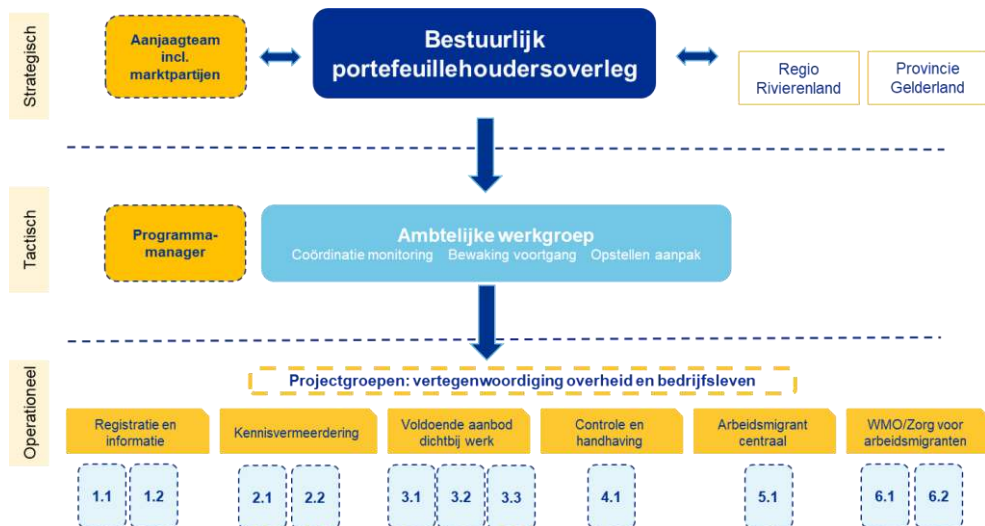 Strategisch
Aanjaagteam
incl.
marktpartijen
Bestuurlijk
portefeuillehoudersoverleg
Regio
Rivierenland
Provincie
Gelderland
Tactisch
Programma-
manager
Ambtelijke werkgroep
Coördinatie monitoring Bewaking voortgang Opstellen aanpak
Operationeel
Projectgroepen: vertegenwoordiging overheid en bedrijfsleven
Registratie en
informatie
Kennisvermeerdering
Voldoende aanbod
dichtbij werk
Controle en
handhaving
Arbeidsmigrant
centraal
WMO/Zorg voor
arbeidsmigranten
1.1 1.2 2.1 2.2 3.1 3.2 3.3 4.1 5.1 6.1 6.2